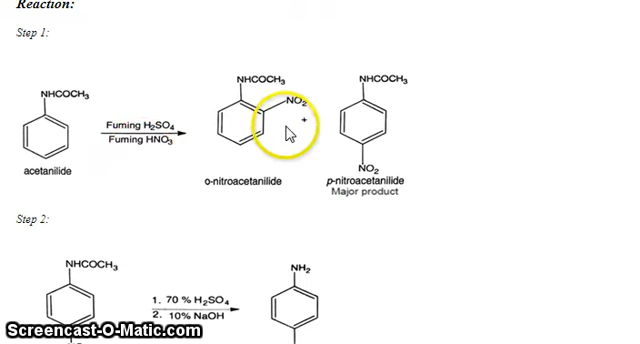 Reaction:
Step 1:
NHCOCH3
NHCOCH3
NHCOCH3
NO2
Fuming H2SO4
+
Fuming HNO3
NO2
acetanilide
o-nitroacetanilide
p-nitroacetanilide
Major product
Step 2:
NHCOCH3
NH2
1. 70 % H2SO4
2. 10% NaOH
Screencast-O-Matic.com